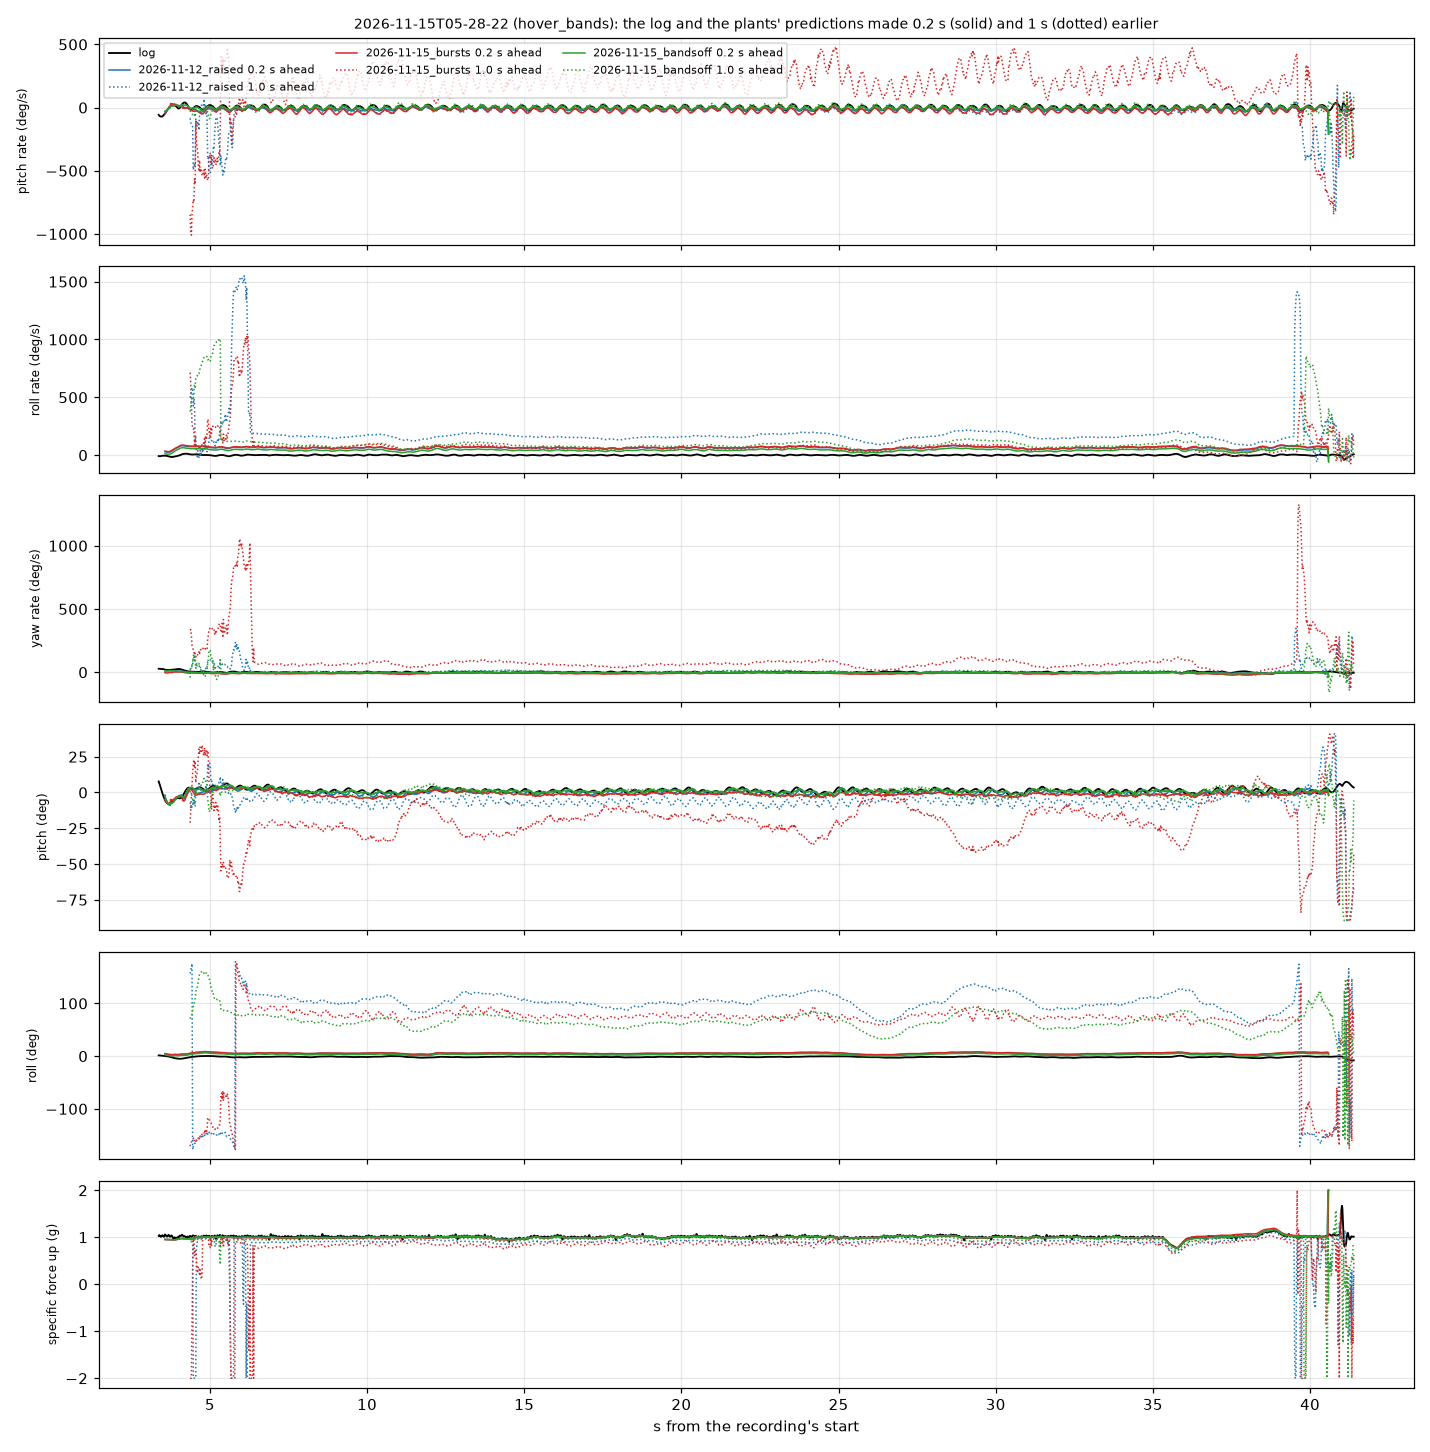 2026-11-15T05-28-22 (hover_bands): the log and the plants' predictions made 0.2 s (solid) and 1 s (dotted) earlier
log
2026-11-12_raised 0.2 s ahead
2026-11-12_raised 1.0 s ahead
2026-11-15_bursts 0.2 s ahead
2026-11-15_bursts 1.0 s ahead
2026-11-15_bandsoff 0.2 s ahead
2026-11-15_bandsoff 1.0 s ahead
pitch rate (deg/s)
500
0
−500
−1000
roll rate (deg/s)
1500
1000
500
0
yaw rate (deg/s)
1000
500
0
pitch (deg)
25
0
−25
−50
−75
roll (deg)
100
0
−100
specific force up (g)
2
1
0
−1
−2
5 10 15 20 25 30 35 40
s from the recording's start